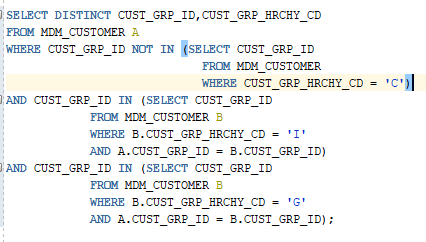 SELECT DISTINCT CUST_GRP_ID,CUST_GRP_HRCHY_CD
FROM MDM_CUSTOMER A
WHERE CUST_GRP_ID NOT IN (SELECT CUST_GRP_ID
FROM MDM_CUSTOMER
WHERE CUST_GRP_HRCHY_CD = 'C')
AND CUST_GRP_ID IN (SELECT CUST_GRP_ID
FROM MDM_CUSTOMER B
WHERE B.CUST_GRP_HRCHY_CD = 'I'
AND A.CUST_GRP_ID = B.CUST_GRP_ID)
AND CUST_GRP_ID IN (SELECT CUST_GRP_ID
FROM MDM_CUSTOMER B
WHERE B.CUST_GRP_HRCHY_CD = 'G'
AND A.CUST_GRP_ID = B.CUST_GRP_ID);